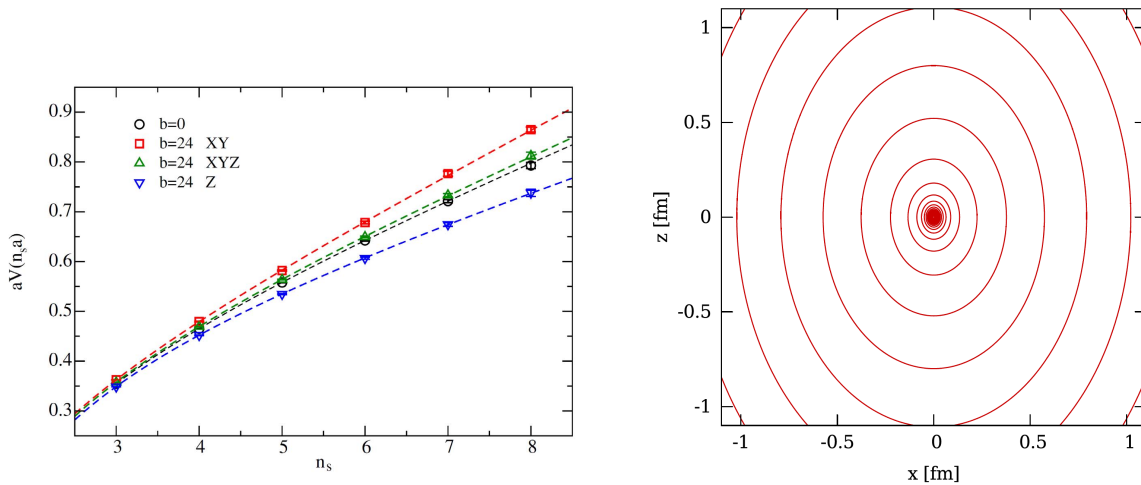 aV(n_s a)
0.9
0.8
0.7
0.6
0.5
0.4
0.3
b=0
b=24 XY
b=24 XYZ
b=24 Z
3 4 5 6 7 8
n_s
z [fm]
1
0.5
0
-0.5
-1
-1 -0.5 0 0.5 1
x [fm]